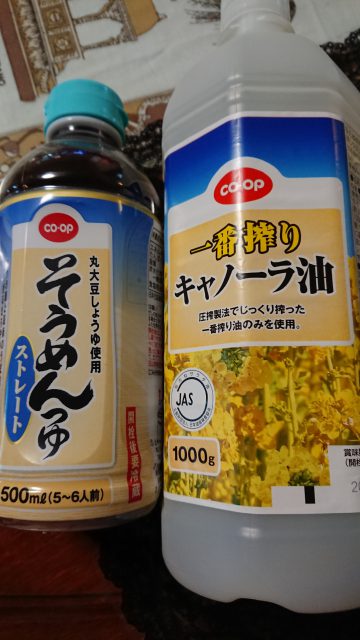 co·op
丸大豆しょうゆ使用
そうめんつゆ
ストレート
開栓後要冷蔵
500ml(5~6人前)
co·op
一番搾り
キャノーラ油
圧搾製法でじっくり搾った
一番搾り油のみを使用。
JAS
1000g
賞味期
(開栓